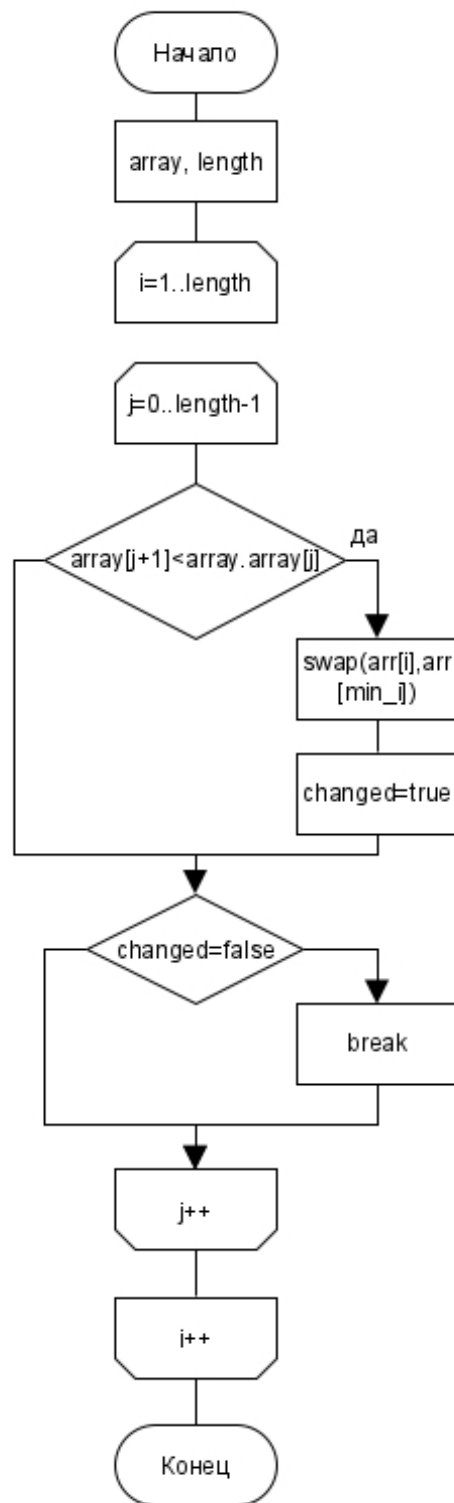 Начало
array, length
i=1..length
j=0..length-1
array[j+1]<array.array[j]
да
swap(arr[i],arr
[min_i])
changed=true
changed=false
break
j++
i++
Конец